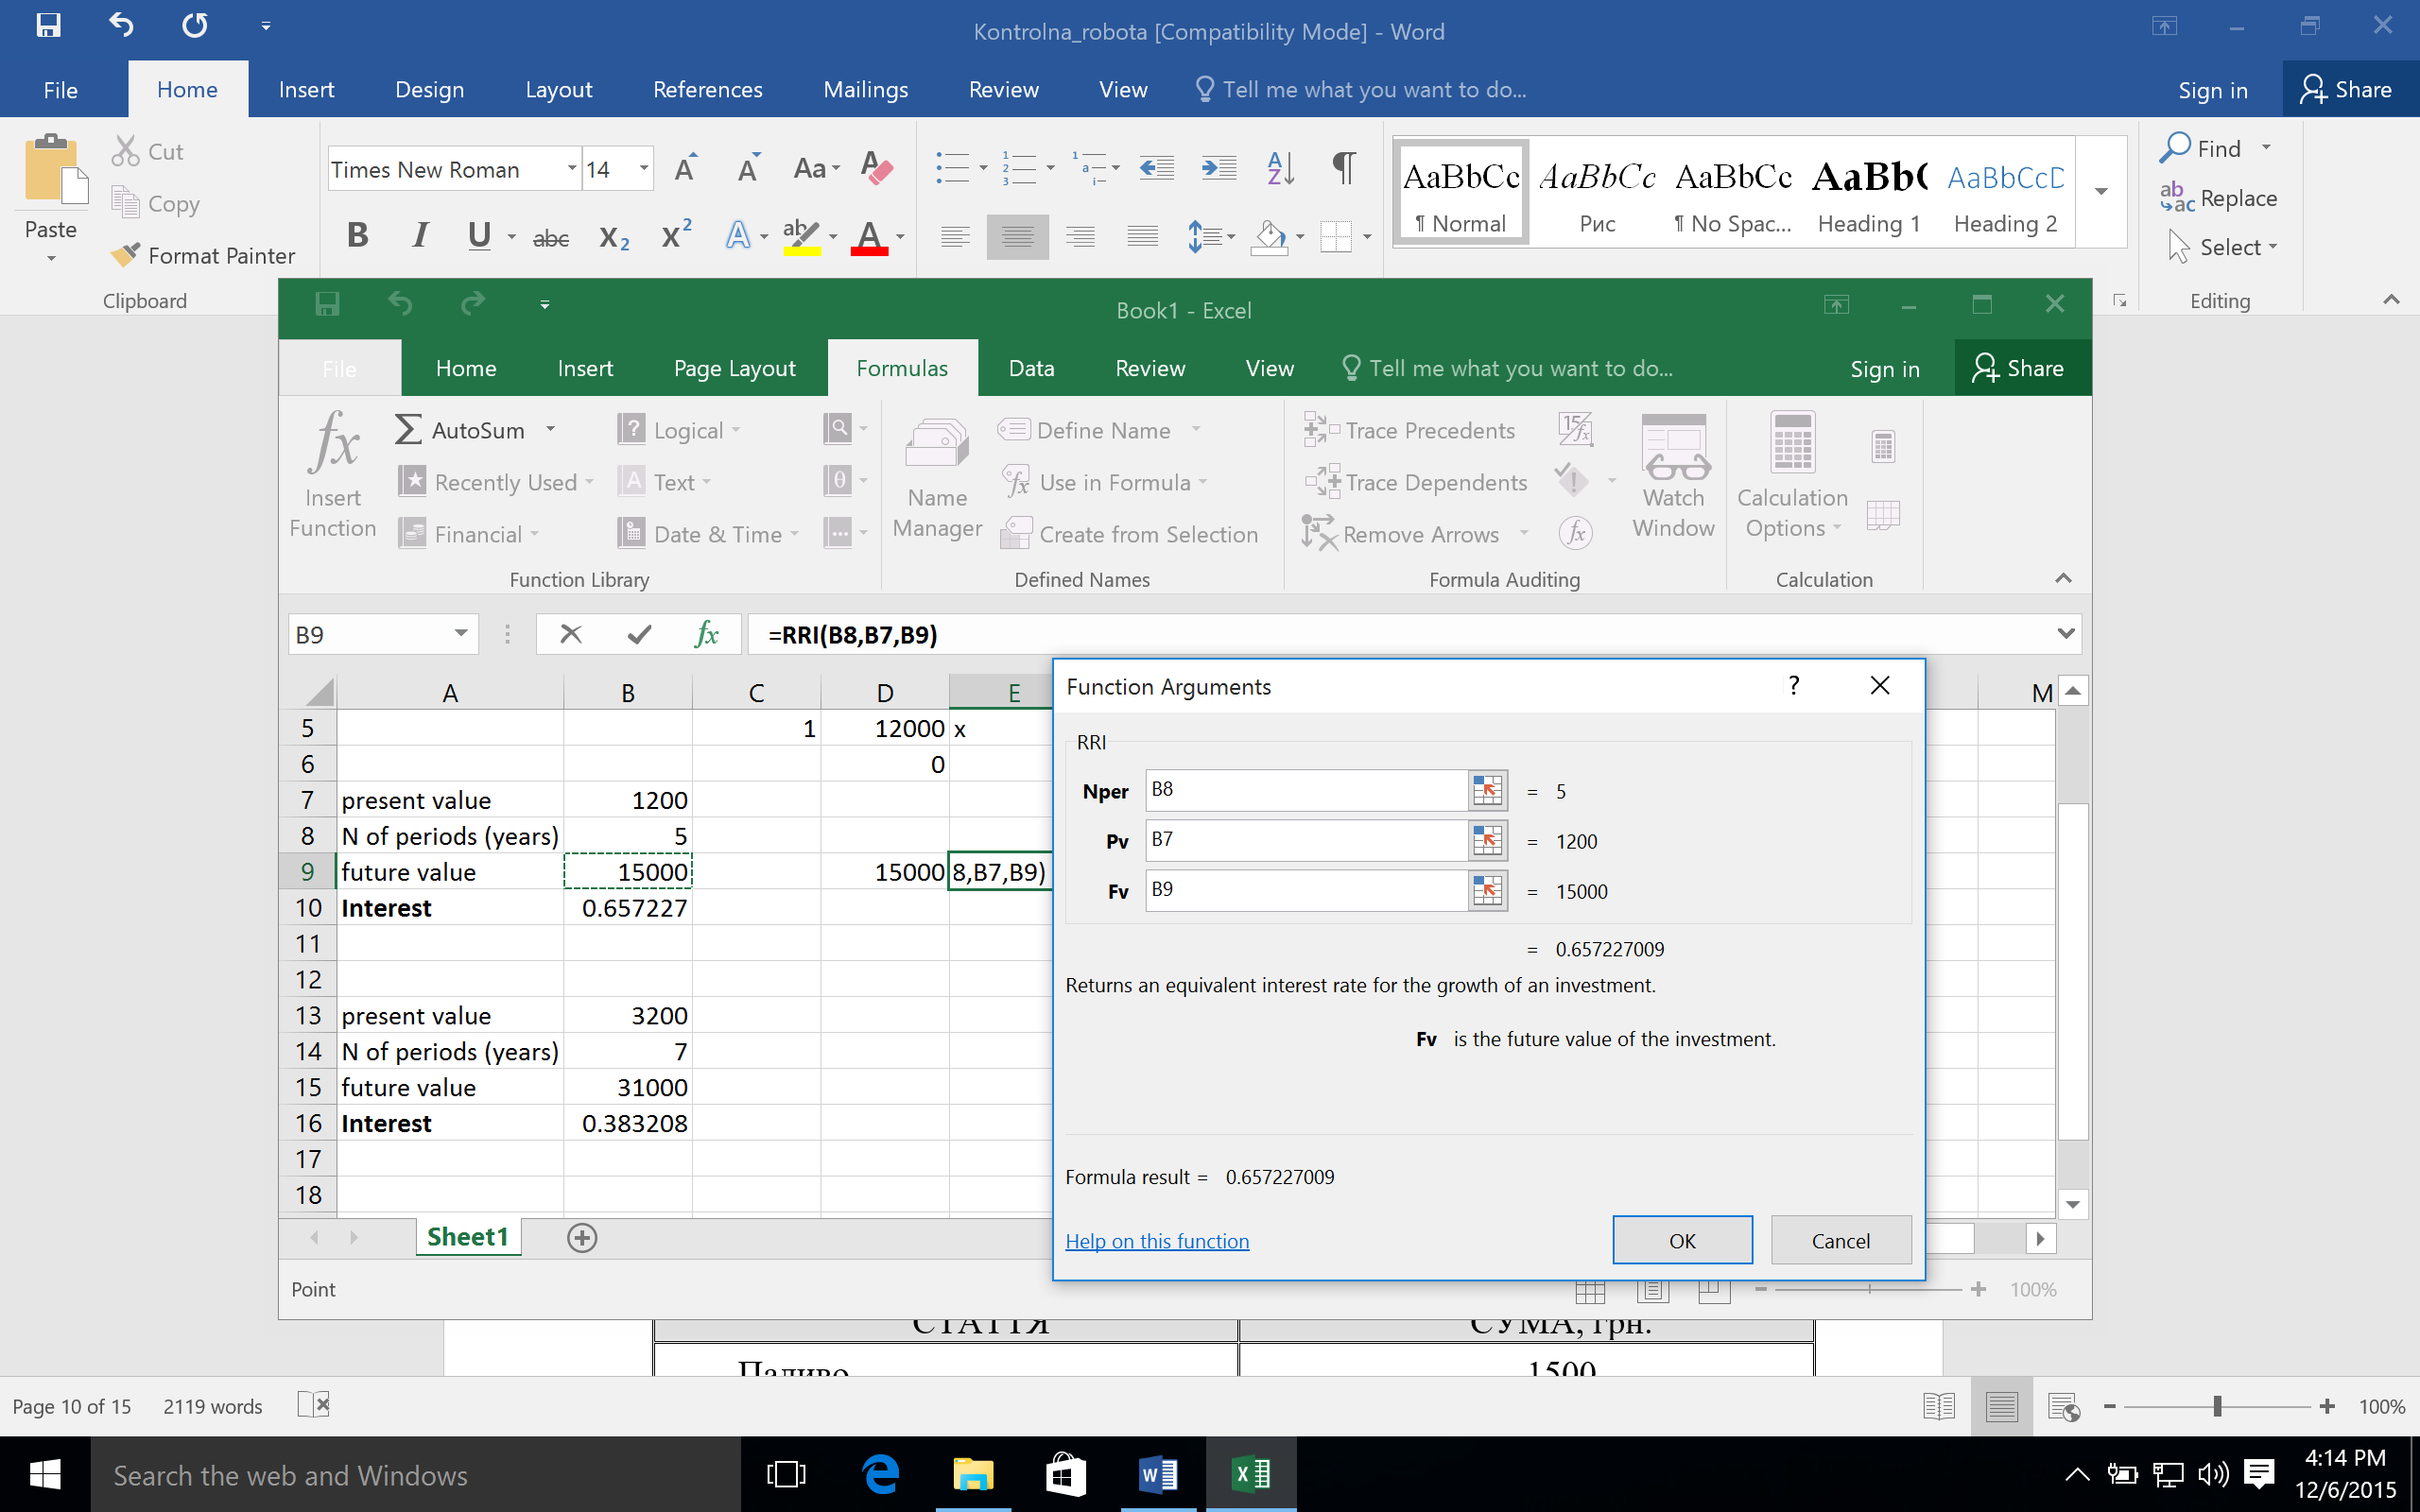 Kontrolna_robota [Compatibility Mode] - Word
File Home Insert Design Layout References Mailings Review View Tell me what you want to do... Sign in Share
Paste
Cut
Copy
Format Painter
Clipboard
Times New Roman 14
AaBbCc AaBbCc AaBbCc AaBb( AaBbCcD
¶ Normal Рис ¶ No Spac... Heading 1 Heading 2
Find
Replace
Select
Editing
Book1 - Excel
File Home Insert Page Layout Formulas Data Review View Tell me what you want to do... Sign in Share
Insert Function
AutoSum
Recently Used
Financial
Logical
Text
Date & Time
Function Library
Name Manager
Define Name
Use in Formula
Create from Selection
Defined Names
Trace Precedents
Trace Dependents
Remove Arrows
Formula Auditing
Watch Window
Calculation Options
Calculation
B9 fx =RRI(B8,B7,B9)
A B C D E M
5 1 12000 x
6 0
7 present value 1200
8 N of periods (years) 5
9 future value 15000 15000 8,B7,B9)
10 Interest 0.657227
11
12
13 present value 3200
14 N of periods (years) 7
15 future value 31000
16 Interest 0.383208
17
18
Sheet1
Point
100%
Function Arguments ?
RRI
Nper B8 = 5
Pv B7 = 1200
Fv B9 = 15000
= 0.657227009
Returns an equivalent interest rate for the growth of an investment.
Fv is the future value of the investment.
Formula result = 0.657227009
Help on this function
OK Cancel
СТАТТЯ СУМА, грн.
Паливо 1500
Page 10 of 15 2119 words 100%
Search the web and Windows
4:14 PM
12/6/2015